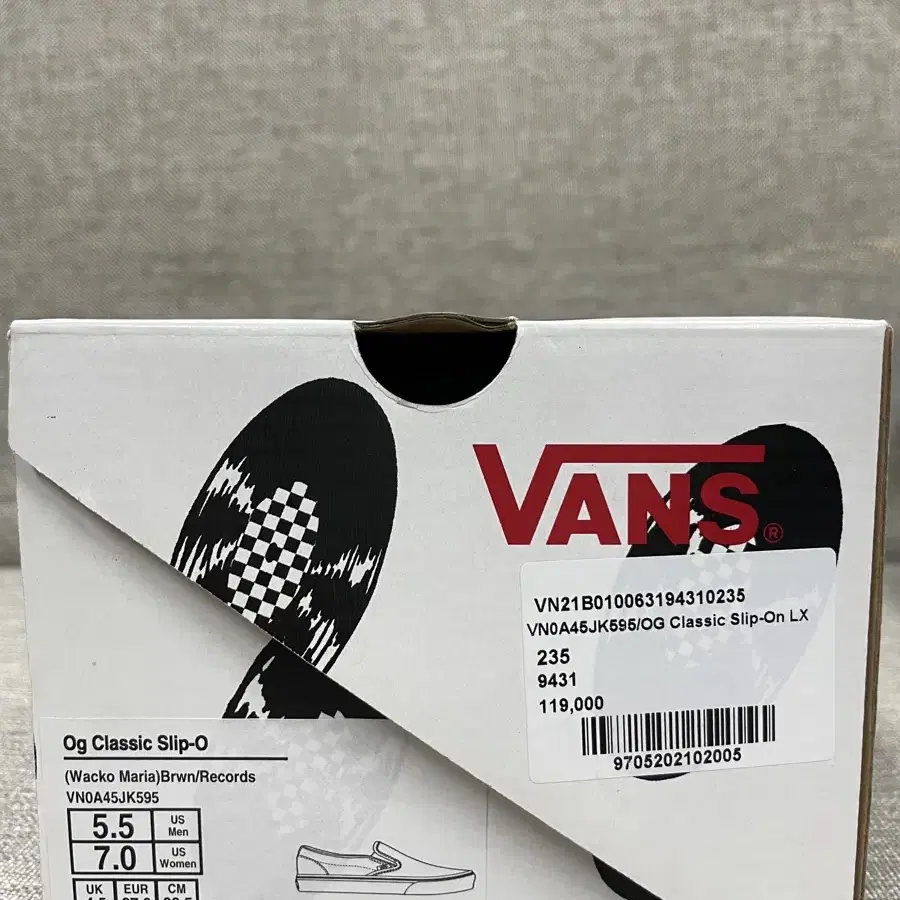 VANS®
VN21B010063194310235
VN0A45JK595/OG Classic Slip-On LX
235
9431
119,000
9705202102005
Og Classic Slip-O
(Wacko Maria)Brwn/Records
VN0A45JK595
5.5 US Men
7.0 US Women
UK EUR CM